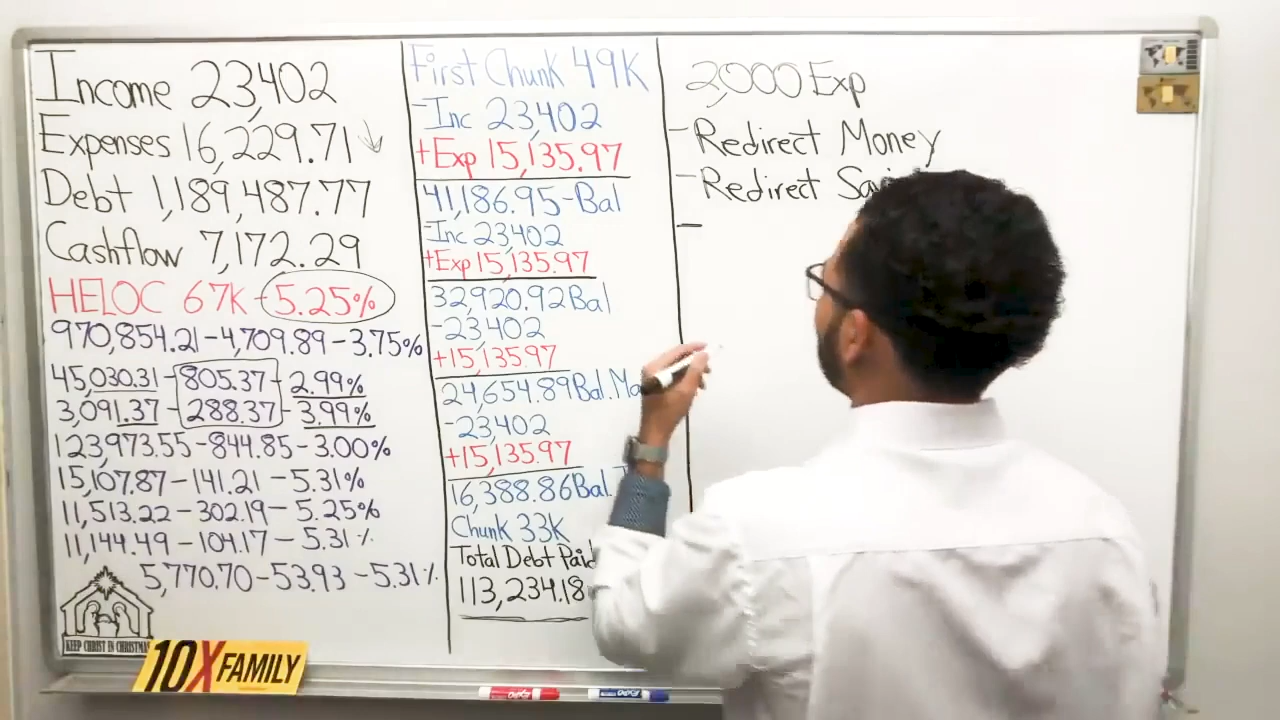 Income 23,402
Expenses 16,229.71 ↓
Debt 1,189,487.77
Cashflow 7,172.29
HELOC 67K - 5.25%
970,854.21 - 4,709.89 - 3.75%
45,030.31 - 805.37 - 2.99%
3,091.37 - 288.37 - 3.99%
123,973.55 - 844.85 - 3.00%
15,107.87 - 141.21 - 5.31%
11,513.22 - 302.19 - 5.25%
11,144.49 - 104.17 - 5.31%
5,770.70 - 53.93 - 5.31%
KEEP CHRIST IN CHRISTMAS
10X FAMILY
First Chunk 49K
-Inc 23,402
+Exp 15,135.97
41,186.95-Bal
-Inc 23,402
+Exp 15,135.97
32,920.92 Bal
-23,402
+15,135.97
24,654.89 Bal.
-23,402
+15,135.97
16,388.86 Bal.
Chunk 33K
Total Debt Paid
113,234.18
2,000 Exp
- Redirect Money
- Redirect
-
EXPO
EXPO